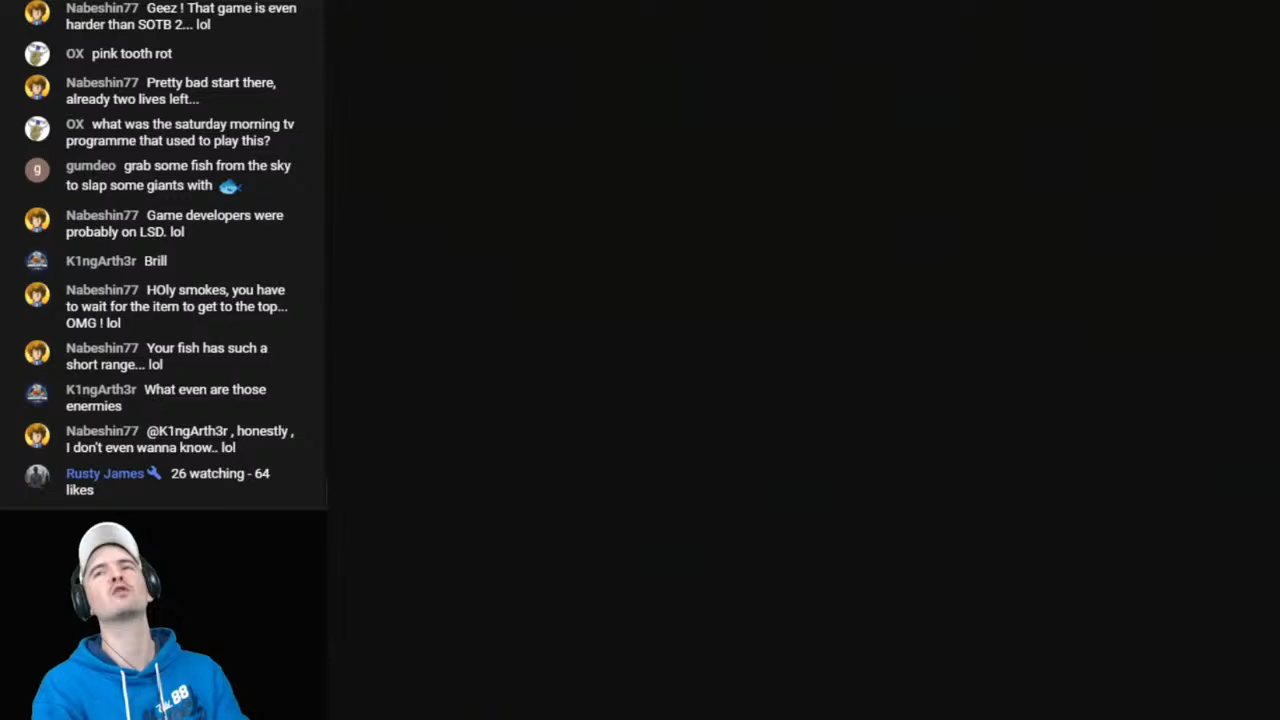 Nabeshin77 Geez ! That game is even
harder than SOTB 2... lol
OX pink tooth rot
Nabeshin77 Pretty bad start there,
already two lives left...
OX what was the saturday morning tv
programme that used to play this?
g gumdeo grab some fish from the sky
to slap some giants with
Nabeshin77 Game developers were
probably on LSD. lol
K1ngArth3r Brill
Nabeshin77 HOly smokes, you have
to wait for the item to get to the top...
OMG ! lol
Nabeshin77 Your fish has such a
short range... lol
K1ngArth3r What even are those
enermies
Nabeshin77 @K1ngArth3r , honestly ,
I don't even wanna know.. lol
Rusty James 26 watching - 64
likes
88